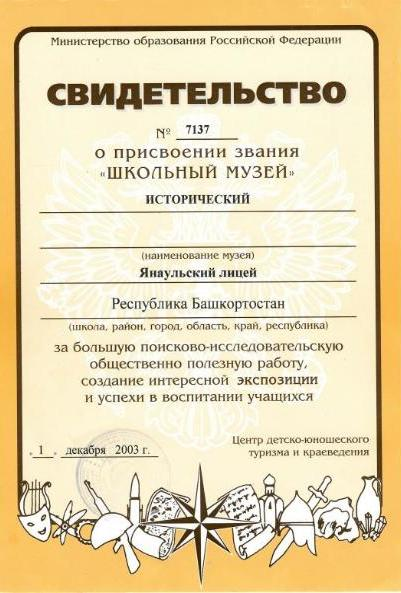 Министерство образования Российской Федерации
СВИДЕТЕЛЬСТВО
№ 7137
о присвоении звания
«ШКОЛЬНЫЙ МУЗЕЙ»
ИСТОРИЧЕСКИЙ
(наименование музея)
Янаульский лицей
Республика Башкортостан
(школа, район, город, область, край, республика)
за большую поисково-исследовательскую
общественно полезную работу,
создание интересной экспозиции
и успехи в воспитании учащихся
„ 1 „ декабря 2003 г.
Центр детско-юношеского
туризма и краеведения